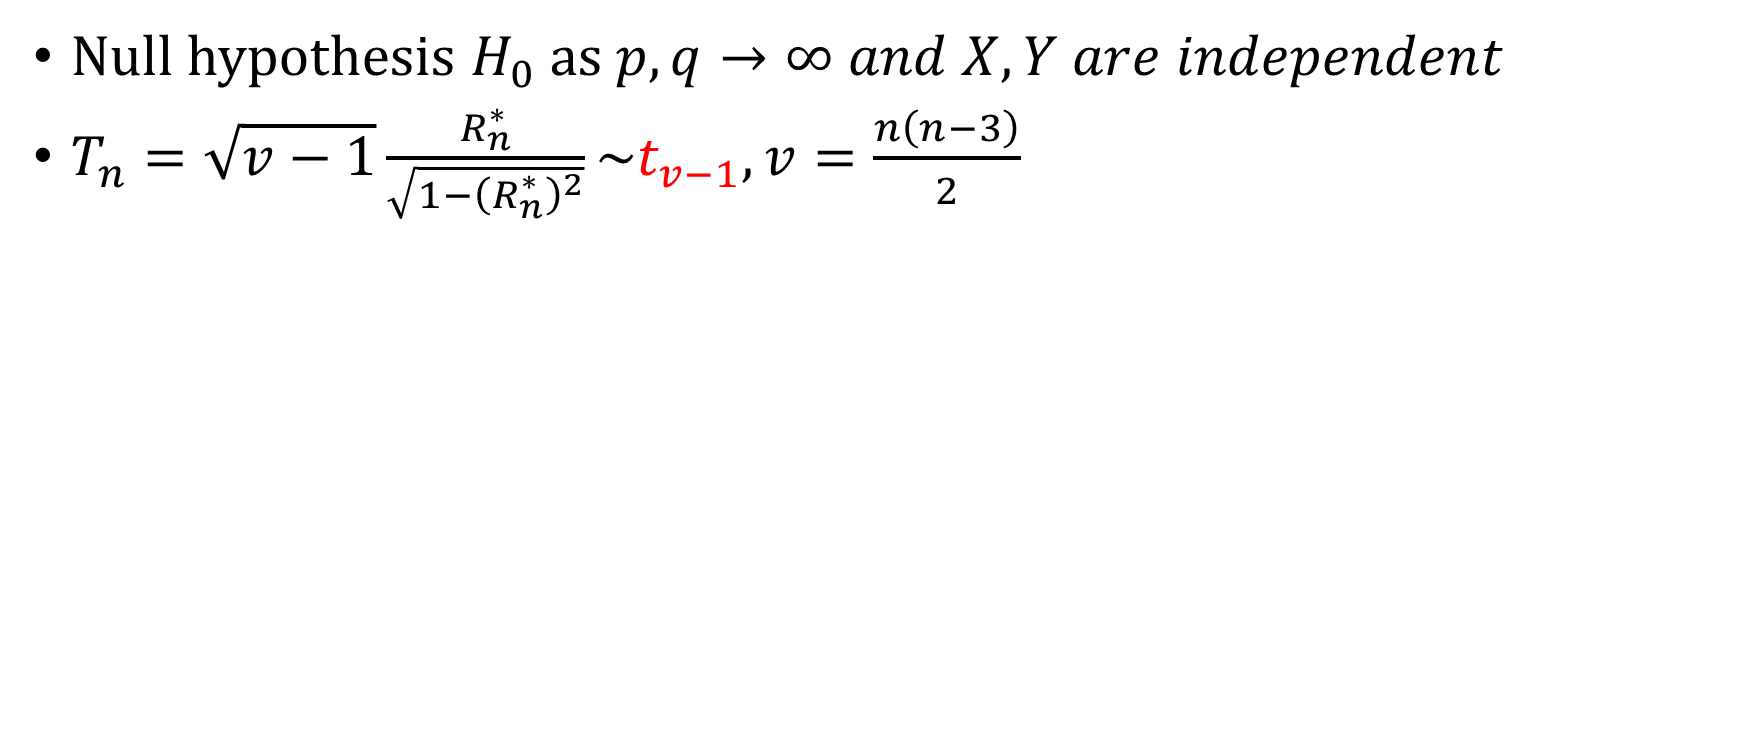 • Null hypothesis H₀ as p, q → ∞ and X, Y are independent
• Tₙ = √(v − 1) Rₙ* / √(1−(Rₙ*)²) ~ t_{v−1}, v = n(n−3) / 2